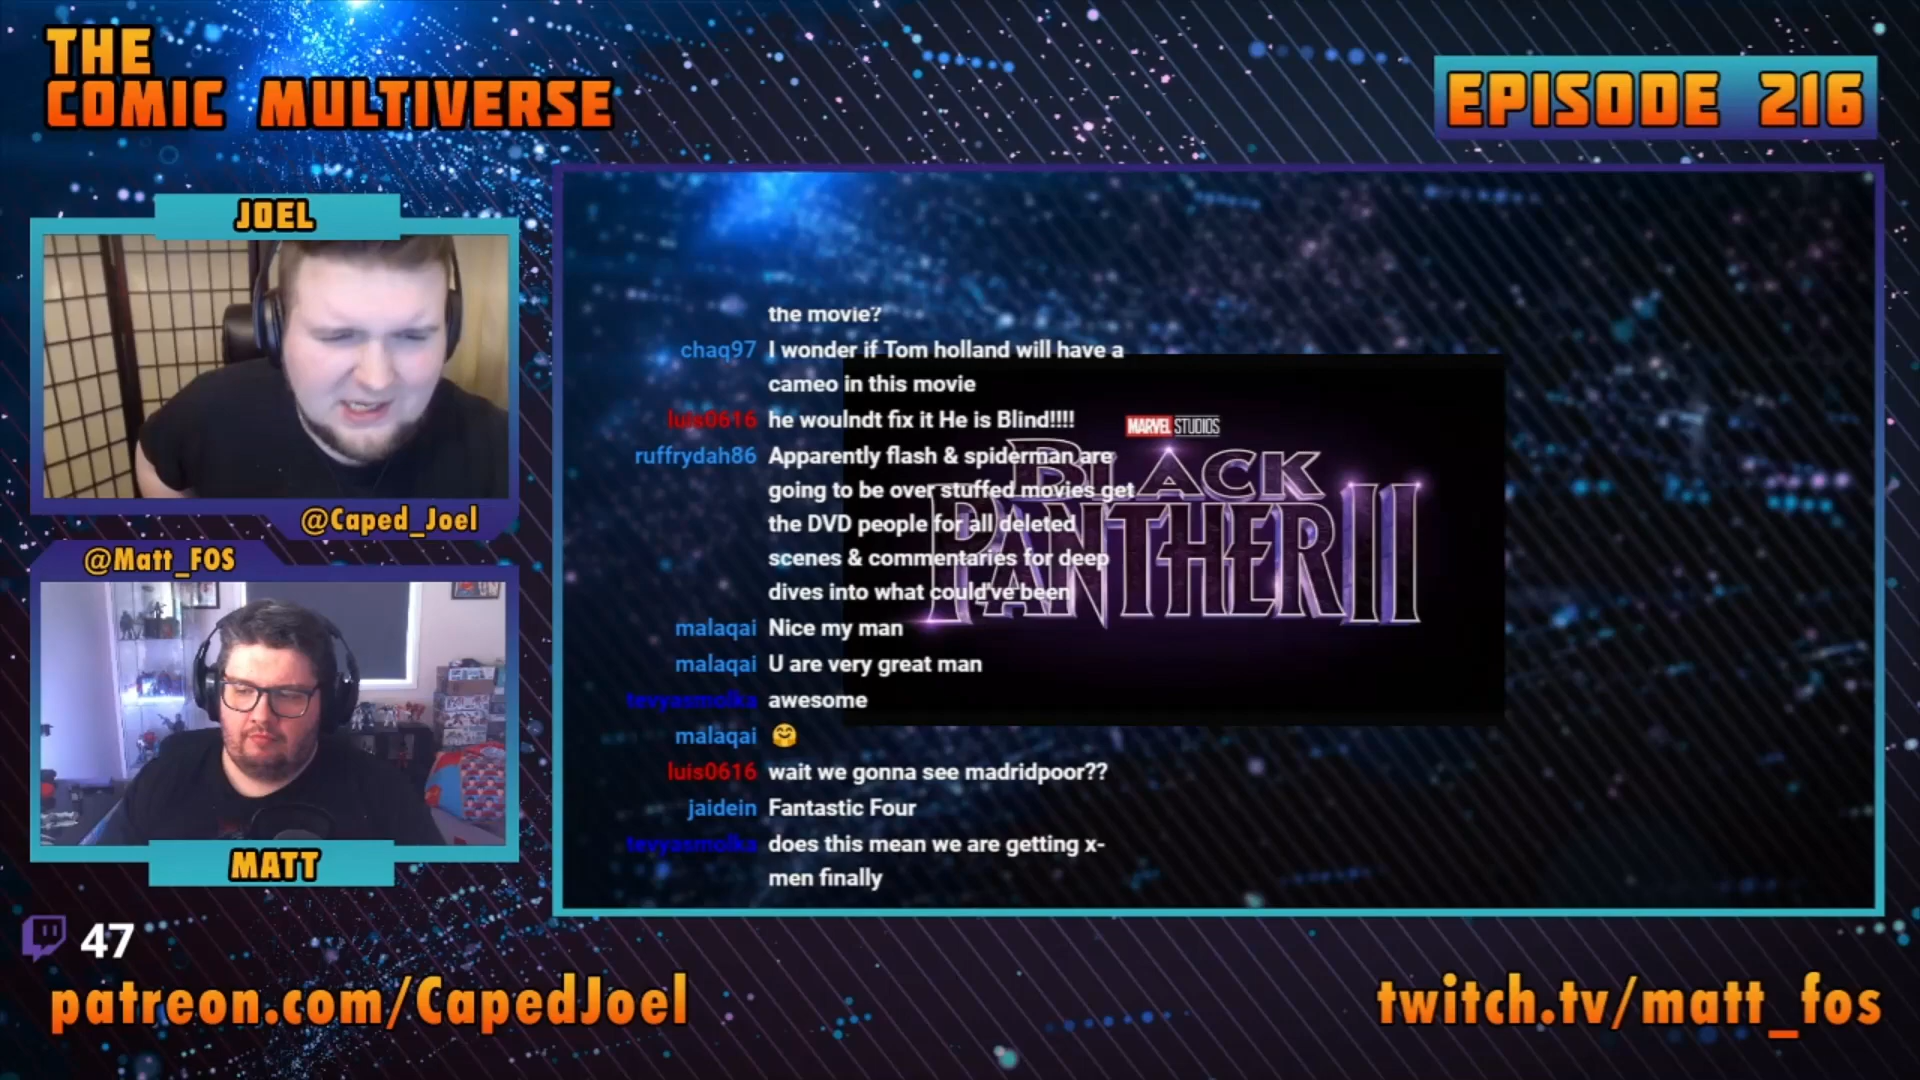 THE
COMIC MULTIVERSE
EPISODE 216
JOEL
@Caped_Joel
@Matt_FOS
MATT
the movie?
chaq97 I wonder if Tom holland will have a
cameo in this movie
luis0616 he woulndt fix it He is Blind!!!!
ruffrydah86 Apparently flash & spiderman are
going to be over stuffed movies get
the DVD people for all deleted
scenes & commentaries for deep
dives into what could've been
malaqai Nice my man
malaqai U are very great man
tevyasmolka awesome
malaqai 🤗
luis0616 wait we gonna see madridpoor??
jaidein Fantastic Four
tevyasmolka does this mean we are getting x-
men finally
MARVEL STUDIOS
BLACK
PANTHER II
47
patreon.com/CapedJoel
twitch.tv/matt_fos